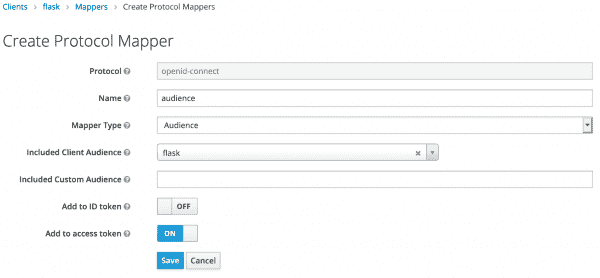 Clients > flask > Mappers > Create Protocol Mappers
Create Protocol Mapper
Protocol
openid-connect
Name
audience
Mapper Type
Audience
Included Client Audience
flask
Included Custom Audience
Add to ID token
OFF
Add to access token
ON
Save Cancel